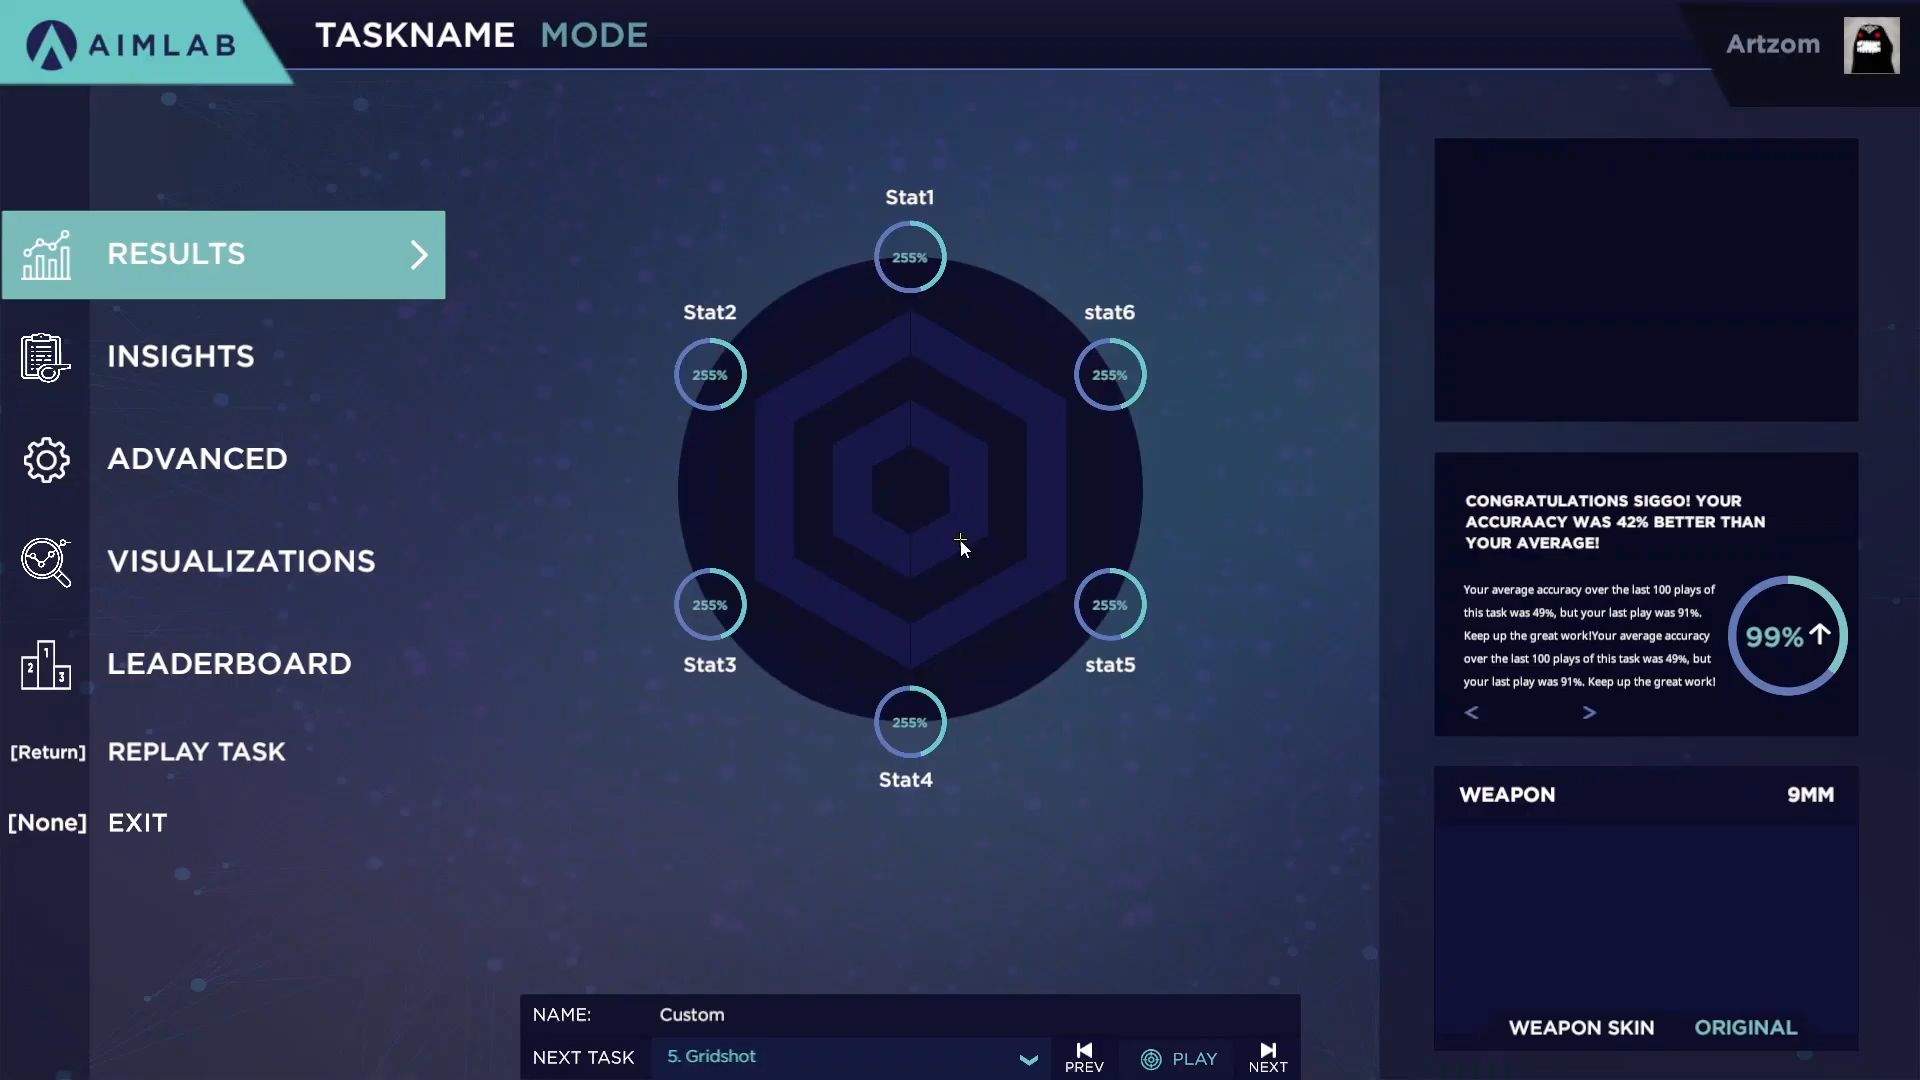 AIMLAB
TASKNAME MODE
Artzom
RESULTS
INSIGHTS
ADVANCED
VISUALIZATIONS
1
2
3
LEADERBOARD
[Return] REPLAY TASK
[None] EXIT
Stat1
255%
Stat2
255%
stat6
255%
255%
Stat3
255%
stat5
255%
Stat4
CONGRATULATIONS SIGGO! YOUR
ACCURAACY WAS 42% BETTER THAN
YOUR AVERAGE!
Your average accuracy over the last 100 plays of
this task was 49%, but your last play was 91%.
Keep up the great work!Your average accuracy
over the last 100 plays of this task was 49%, but
your last play was 91%. Keep up the great work!
99%
< >
WEAPON 9MM
WEAPON SKIN ORIGINAL
NAME: Custom
NEXT TASK 5. Gridshot
PREV
PLAY
NEXT